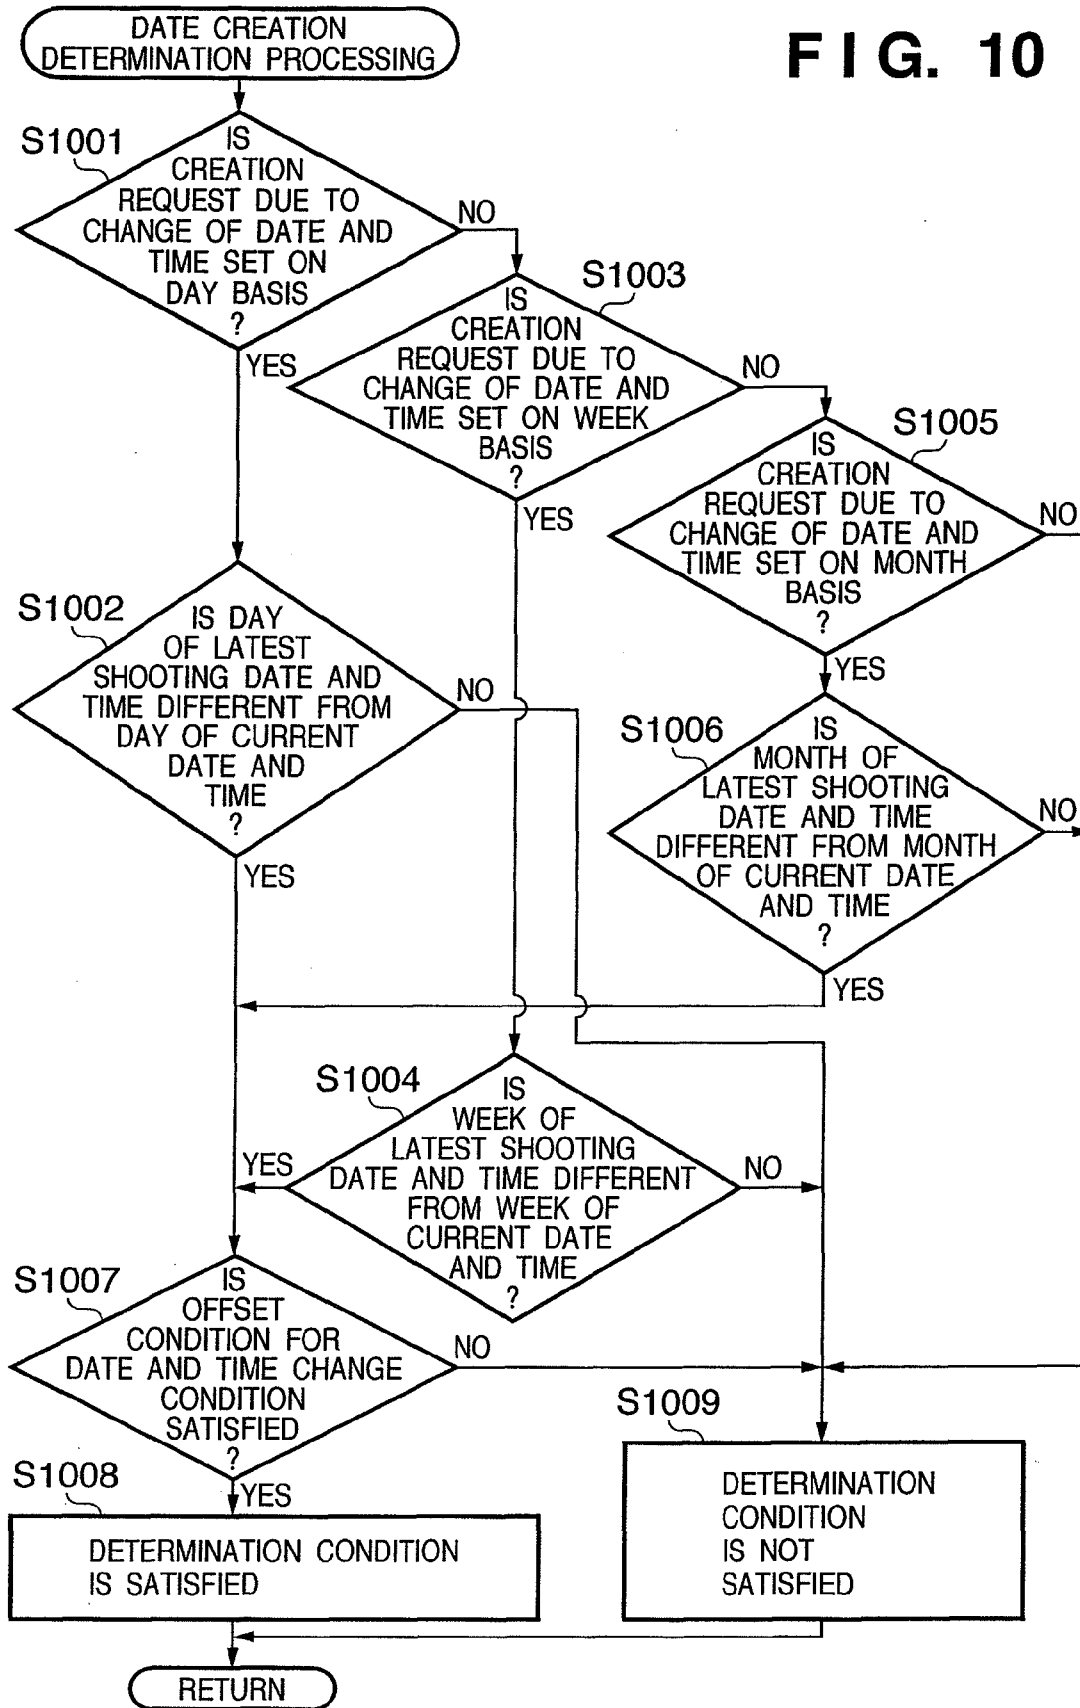 DATE CREATION
DETERMINATION PROCESSING
FIG. 10
S1001
IS
CREATION
REQUEST DUE TO
CHANGE OF DATE AND
TIME SET ON
DAY BASIS
?
NO
YES
S1003
IS
CREATION
REQUEST DUE TO
CHANGE OF DATE AND
TIME SET ON WEEK
BASIS
?
NO
YES
S1005
IS
CREATION
REQUEST DUE TO
CHANGE OF DATE AND
TIME SET ON MONTH
BASIS
?
NO
YES
S1002
IS DAY
OF LATEST
SHOOTING DATE AND
TIME DIFFERENT FROM
DAY OF CURRENT
DATE AND
TIME
?
NO
YES
S1006
IS
MONTH OF
LATEST SHOOTING
DATE AND TIME
DIFFERENT FROM MONTH
OF CURRENT DATE
AND TIME
?
NO
YES
S1004
IS
WEEK OF
LATEST SHOOTING
DATE AND TIME DIFFERENT
FROM WEEK OF
CURRENT DATE
AND TIME
?
YES
NO
S1007
IS
OFFSET
CONDITION FOR
DATE AND TIME CHANGE
CONDITION
SATISFIED
?
NO
YES
S1008
DETERMINATION CONDITION
IS SATISFIED
S1009
DETERMINATION
CONDITION
IS NOT
SATISFIED
RETURN